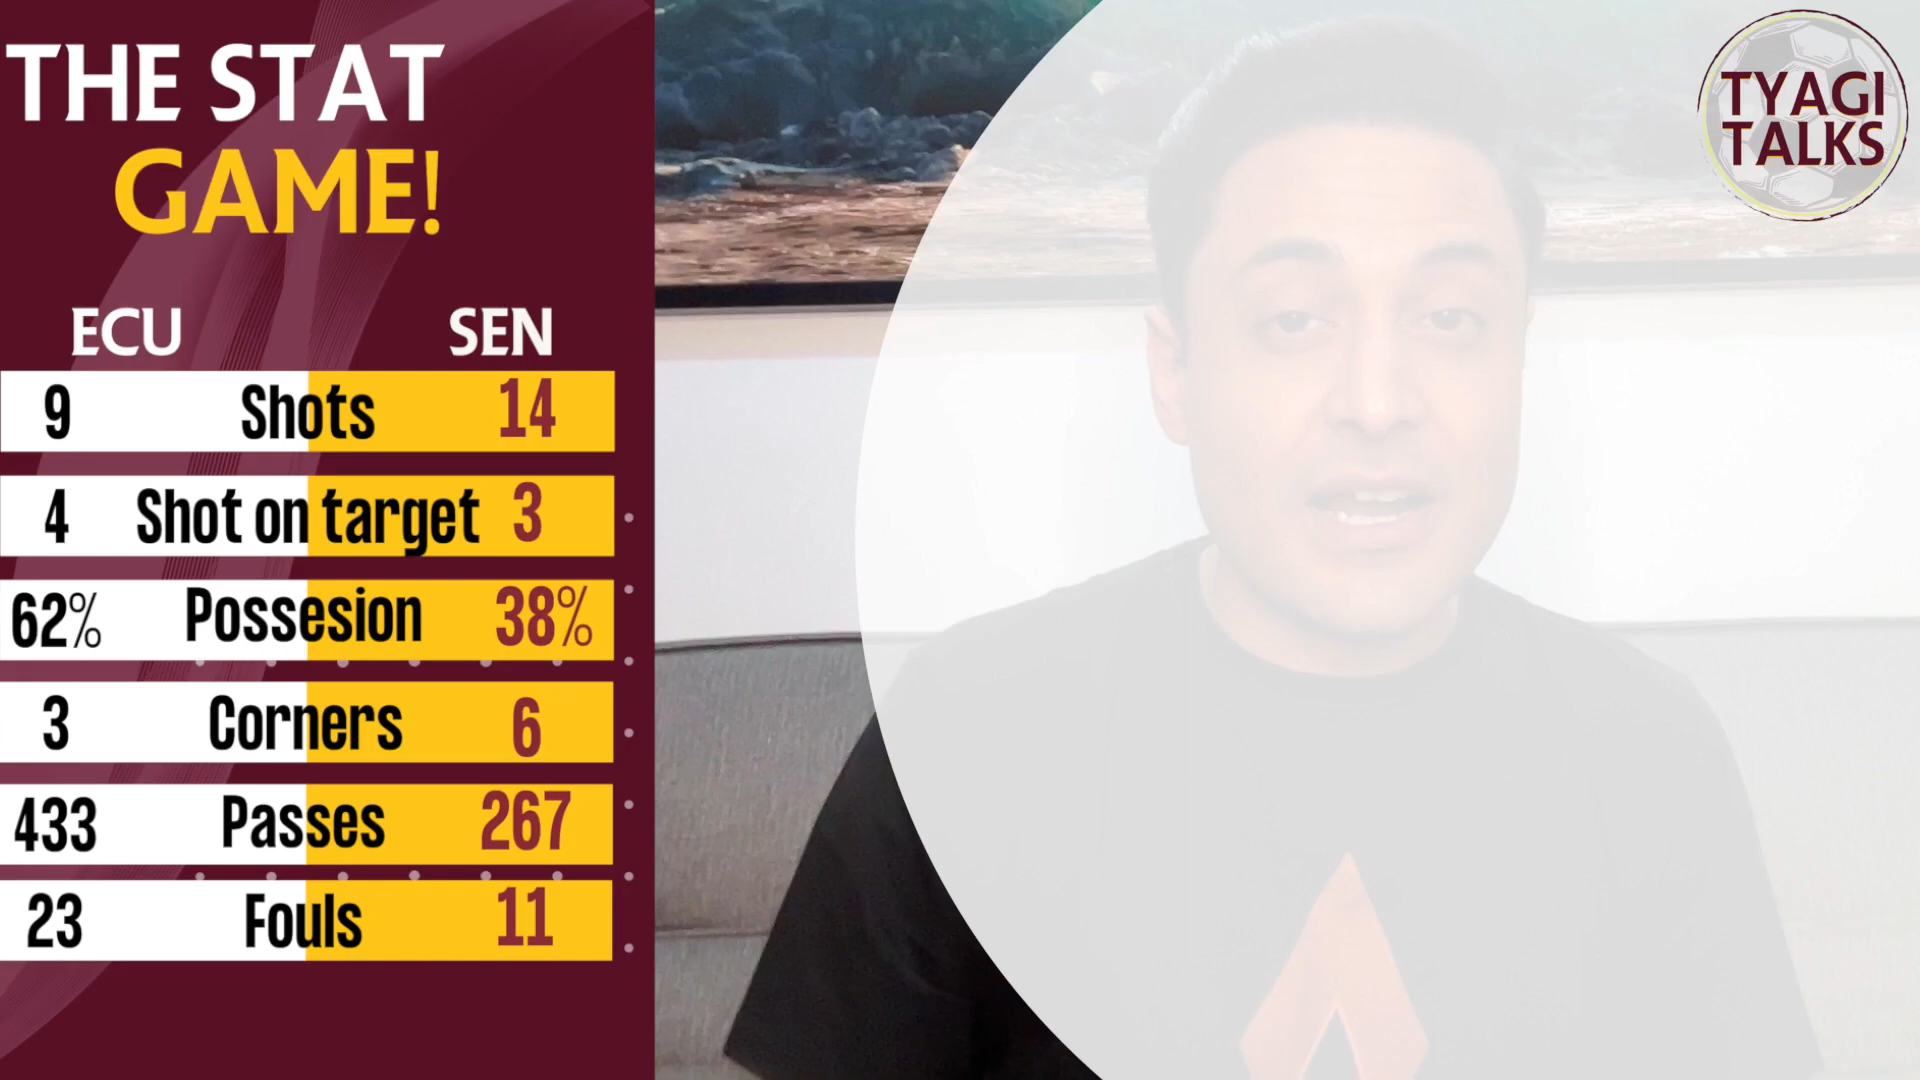 THE STAT
GAME!
ECU SEN
9 Shots 14
4 Shot on target 3
62% Possesion 38%
3 Corners 6
433 Passes 267
23 Fouls 11
TYAGI
TALKS